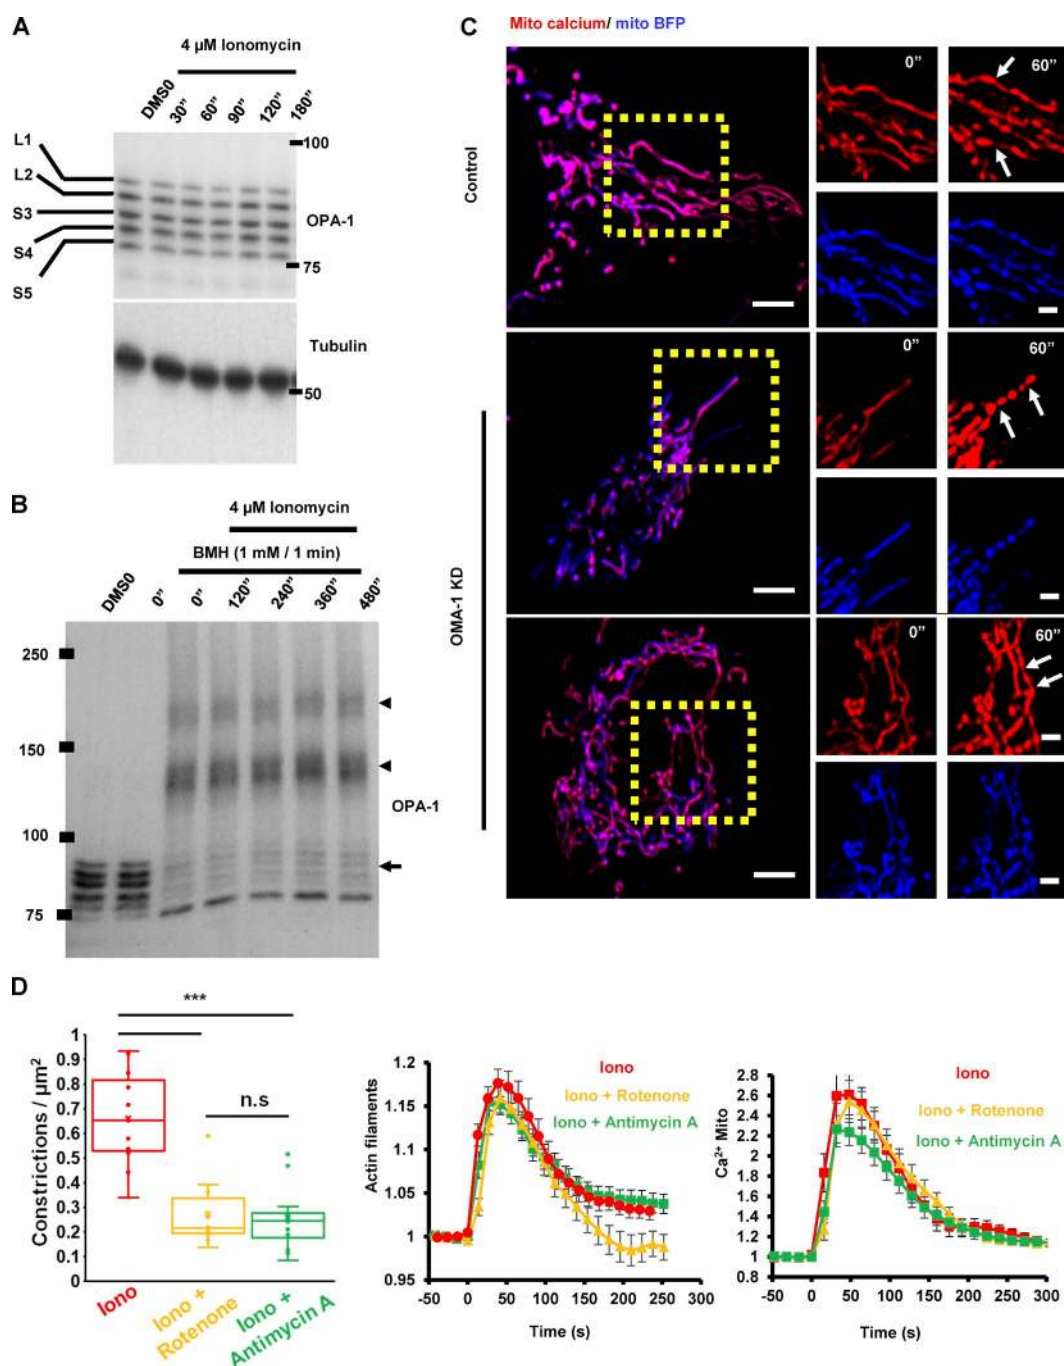 A
4 µM Ionomycin
DMS0
30”
60”
90”
120”
180”
L1
L2
S3
S4
S5
100
OPA-1
75
Tubulin
50
B
4 µM Ionomycin
BMH (1 mM / 1 min)
DMS0
0”
0”
120”
240”
360”
480”
250
150
100
75
OPA-1
C
Mito calcium/ mito BFP
Control
0”
60”
OMA-1 KD
0”
60”
0”
60”
D
***
n.s
Constrictions / µm²
1
0.9
0.8
0.7
0.6
0.5
0.4
0.3
0.2
0.1
0
Iono
Iono + Rotenone
Iono + Antimycin A
Actin filaments
1.2
1.15
1.1
1.05
1
0.95
Iono
Iono + Rotenone
Iono + Antimycin A
-50 0 50 100 150 200 250 300
Time (s)
Ca²⁺ Mito
2.8
2.6
2.4
2.2
2
1.8
1.6
1.4
1.2
1
0.8
Iono
Iono + Rotenone
Iono + Antimycin A
-50 0 50 100 150 200 250 300
Time (s)